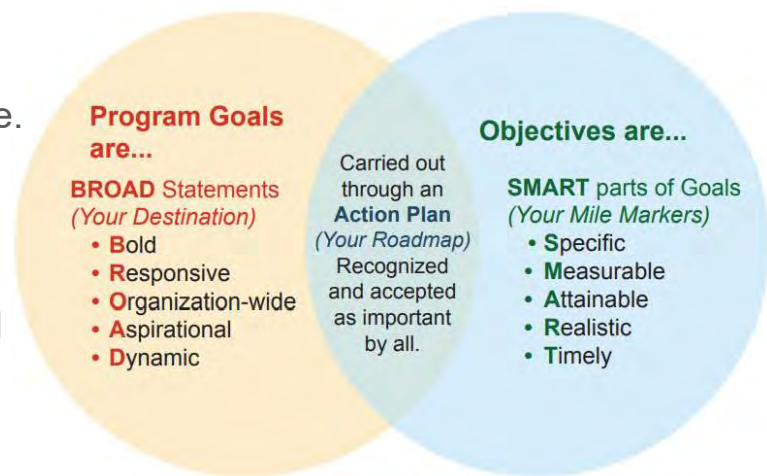 e.
Program Goals
are...
BROAD Statements
(Your Destination)
• Bold
• Responsive
• Organization-wide
• Aspirational
• Dynamic
Carried out
through an
Action Plan
(Your Roadmap)
Recognized
and accepted
as important
by all.
Objectives are...
SMART parts of Goals
(Your Mile Markers)
• Specific
• Measurable
• Attainable
• Realistic
• Timely